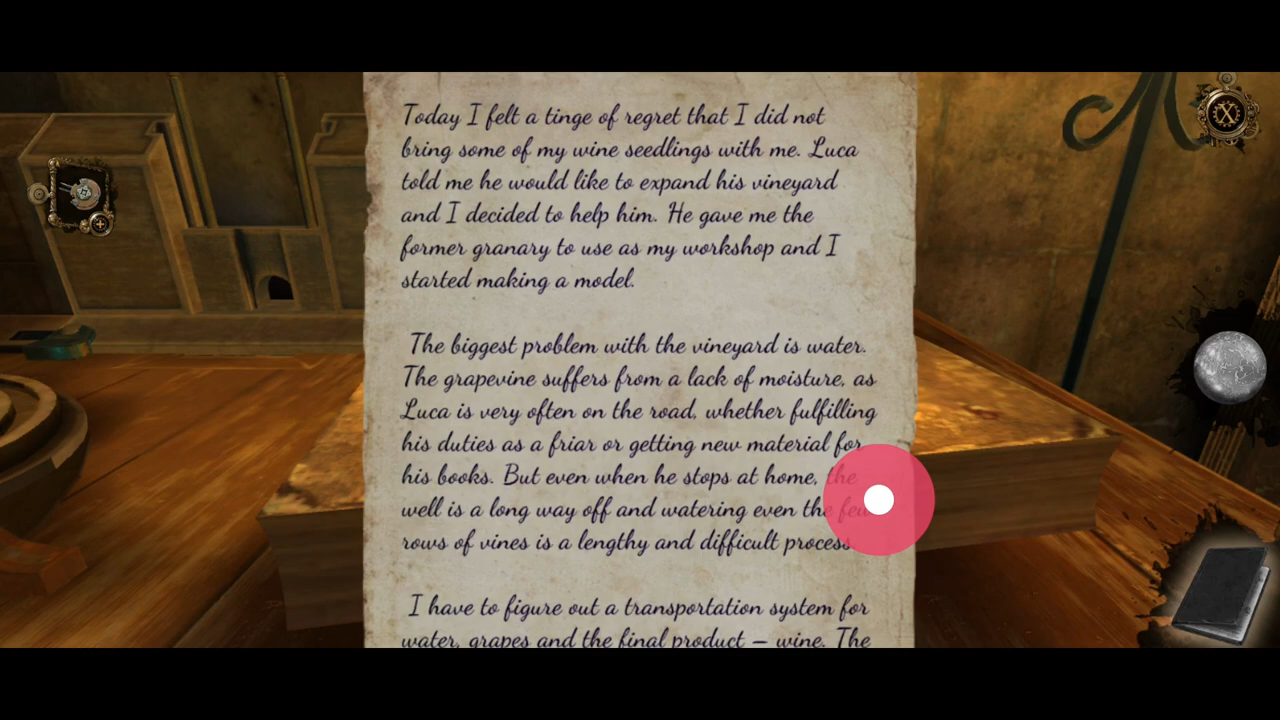 Today I felt a tinge of regret that I did not
bring some of my wine seedlings with me. Luca
told me he would like to expand his vineyard
and I decided to help him. He gave me the
former granary to use as my workshop and I
started making a model.
The biggest problem with the vineyard is water.
The grapevine suffers from a lack of moisture, as
Luca is very often on the road, whether fulfilling
his duties as a friar or getting new material for
his books. But even when he stops at home, the
well is a long way off and watering even the few
rows of vines is a lengthy and difficult process.
I have to figure out a transportation system for
water, grapes and the final product – wine. The
X